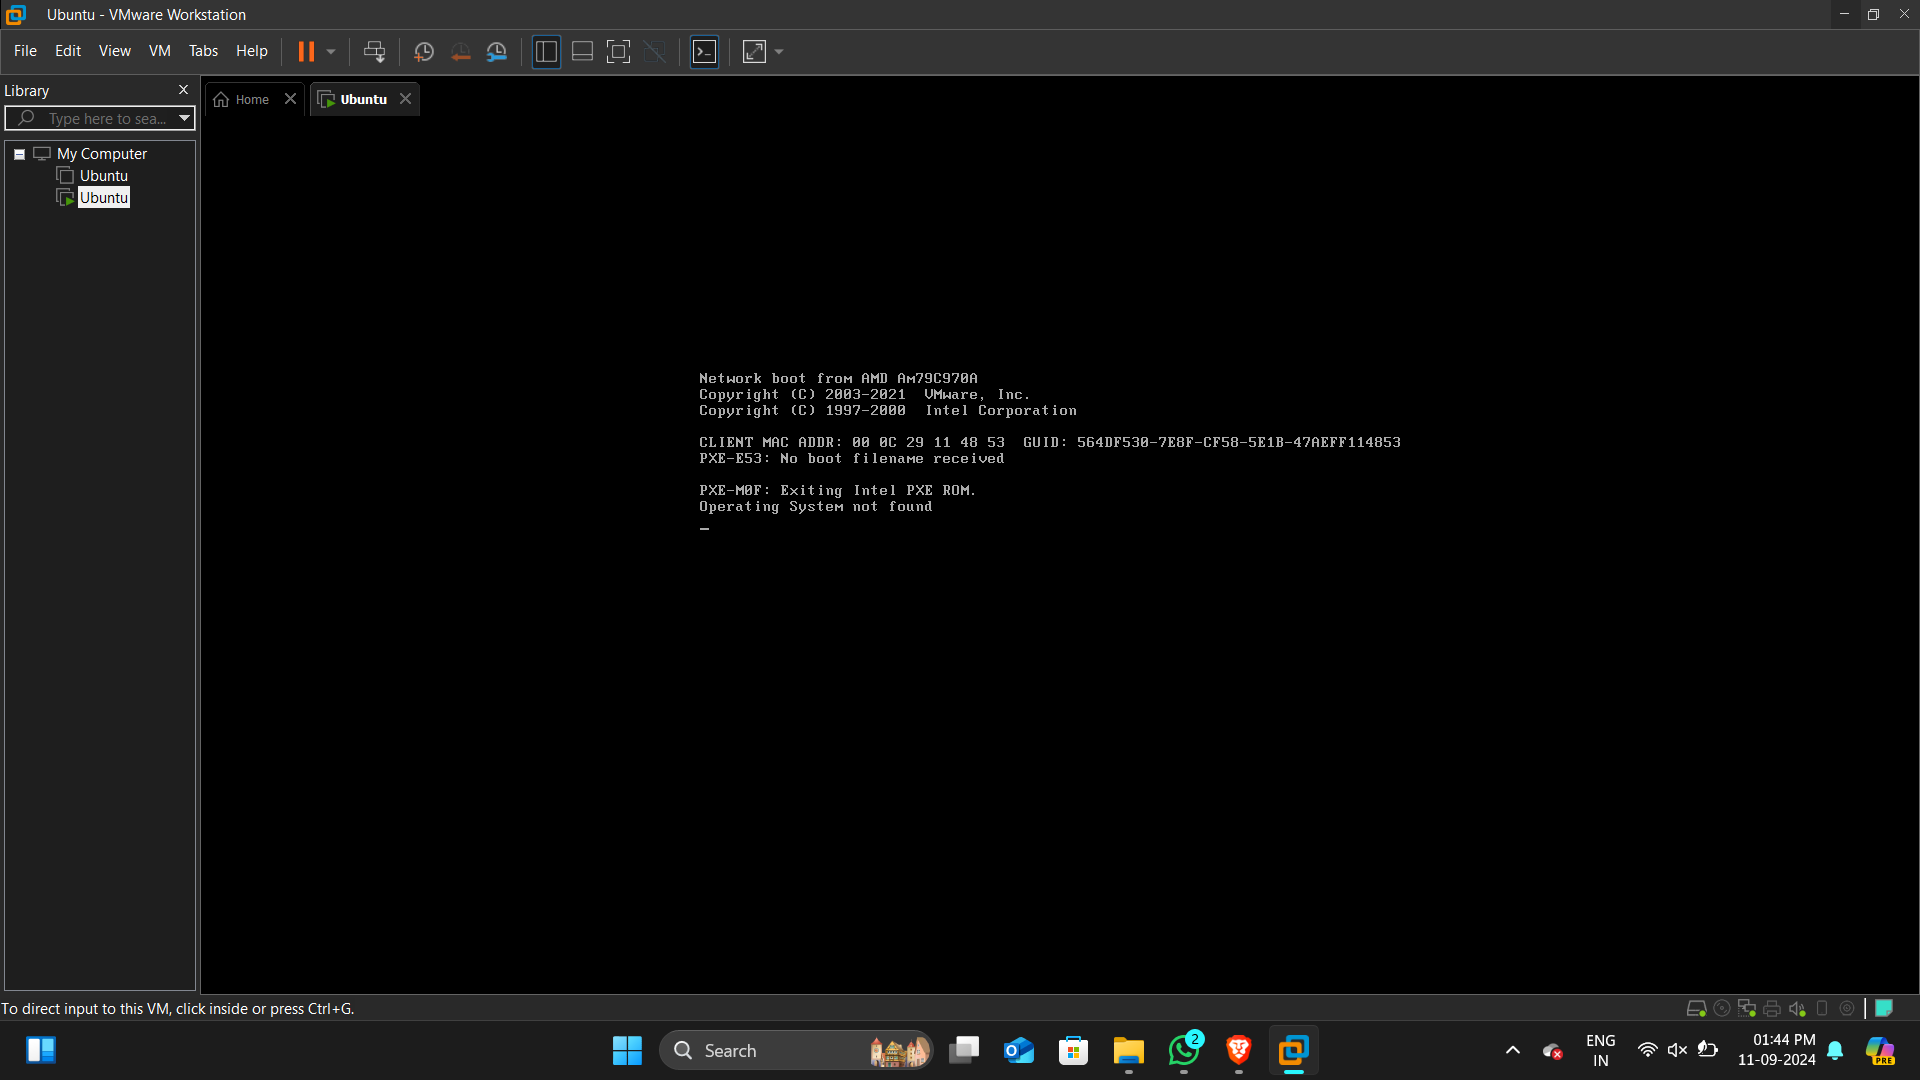 Ubuntu - VMware Workstation
File Edit View VM Tabs Help
Library
Type here to sea...
My Computer
Ubuntu
Ubuntu
Home
Ubuntu
Network boot from AMD Am79C970A
Copyright (C) 2003-2021  VMware, Inc.
Copyright (C) 1997-2000  Intel Corporation
CLIENT MAC ADDR: 00 0C 29 11 48 53  GUID: 564DF530-7E8F-CF58-5E1B-47AEFF114853
PXE-E53: No boot filename received
PXE-M0F: Exiting Intel PXE ROM.
Operating System not found
To direct input to this VM, click inside or press Ctrl+G.
Search
2
ENG
IN
01:44 PM
11-09-2024
PRE